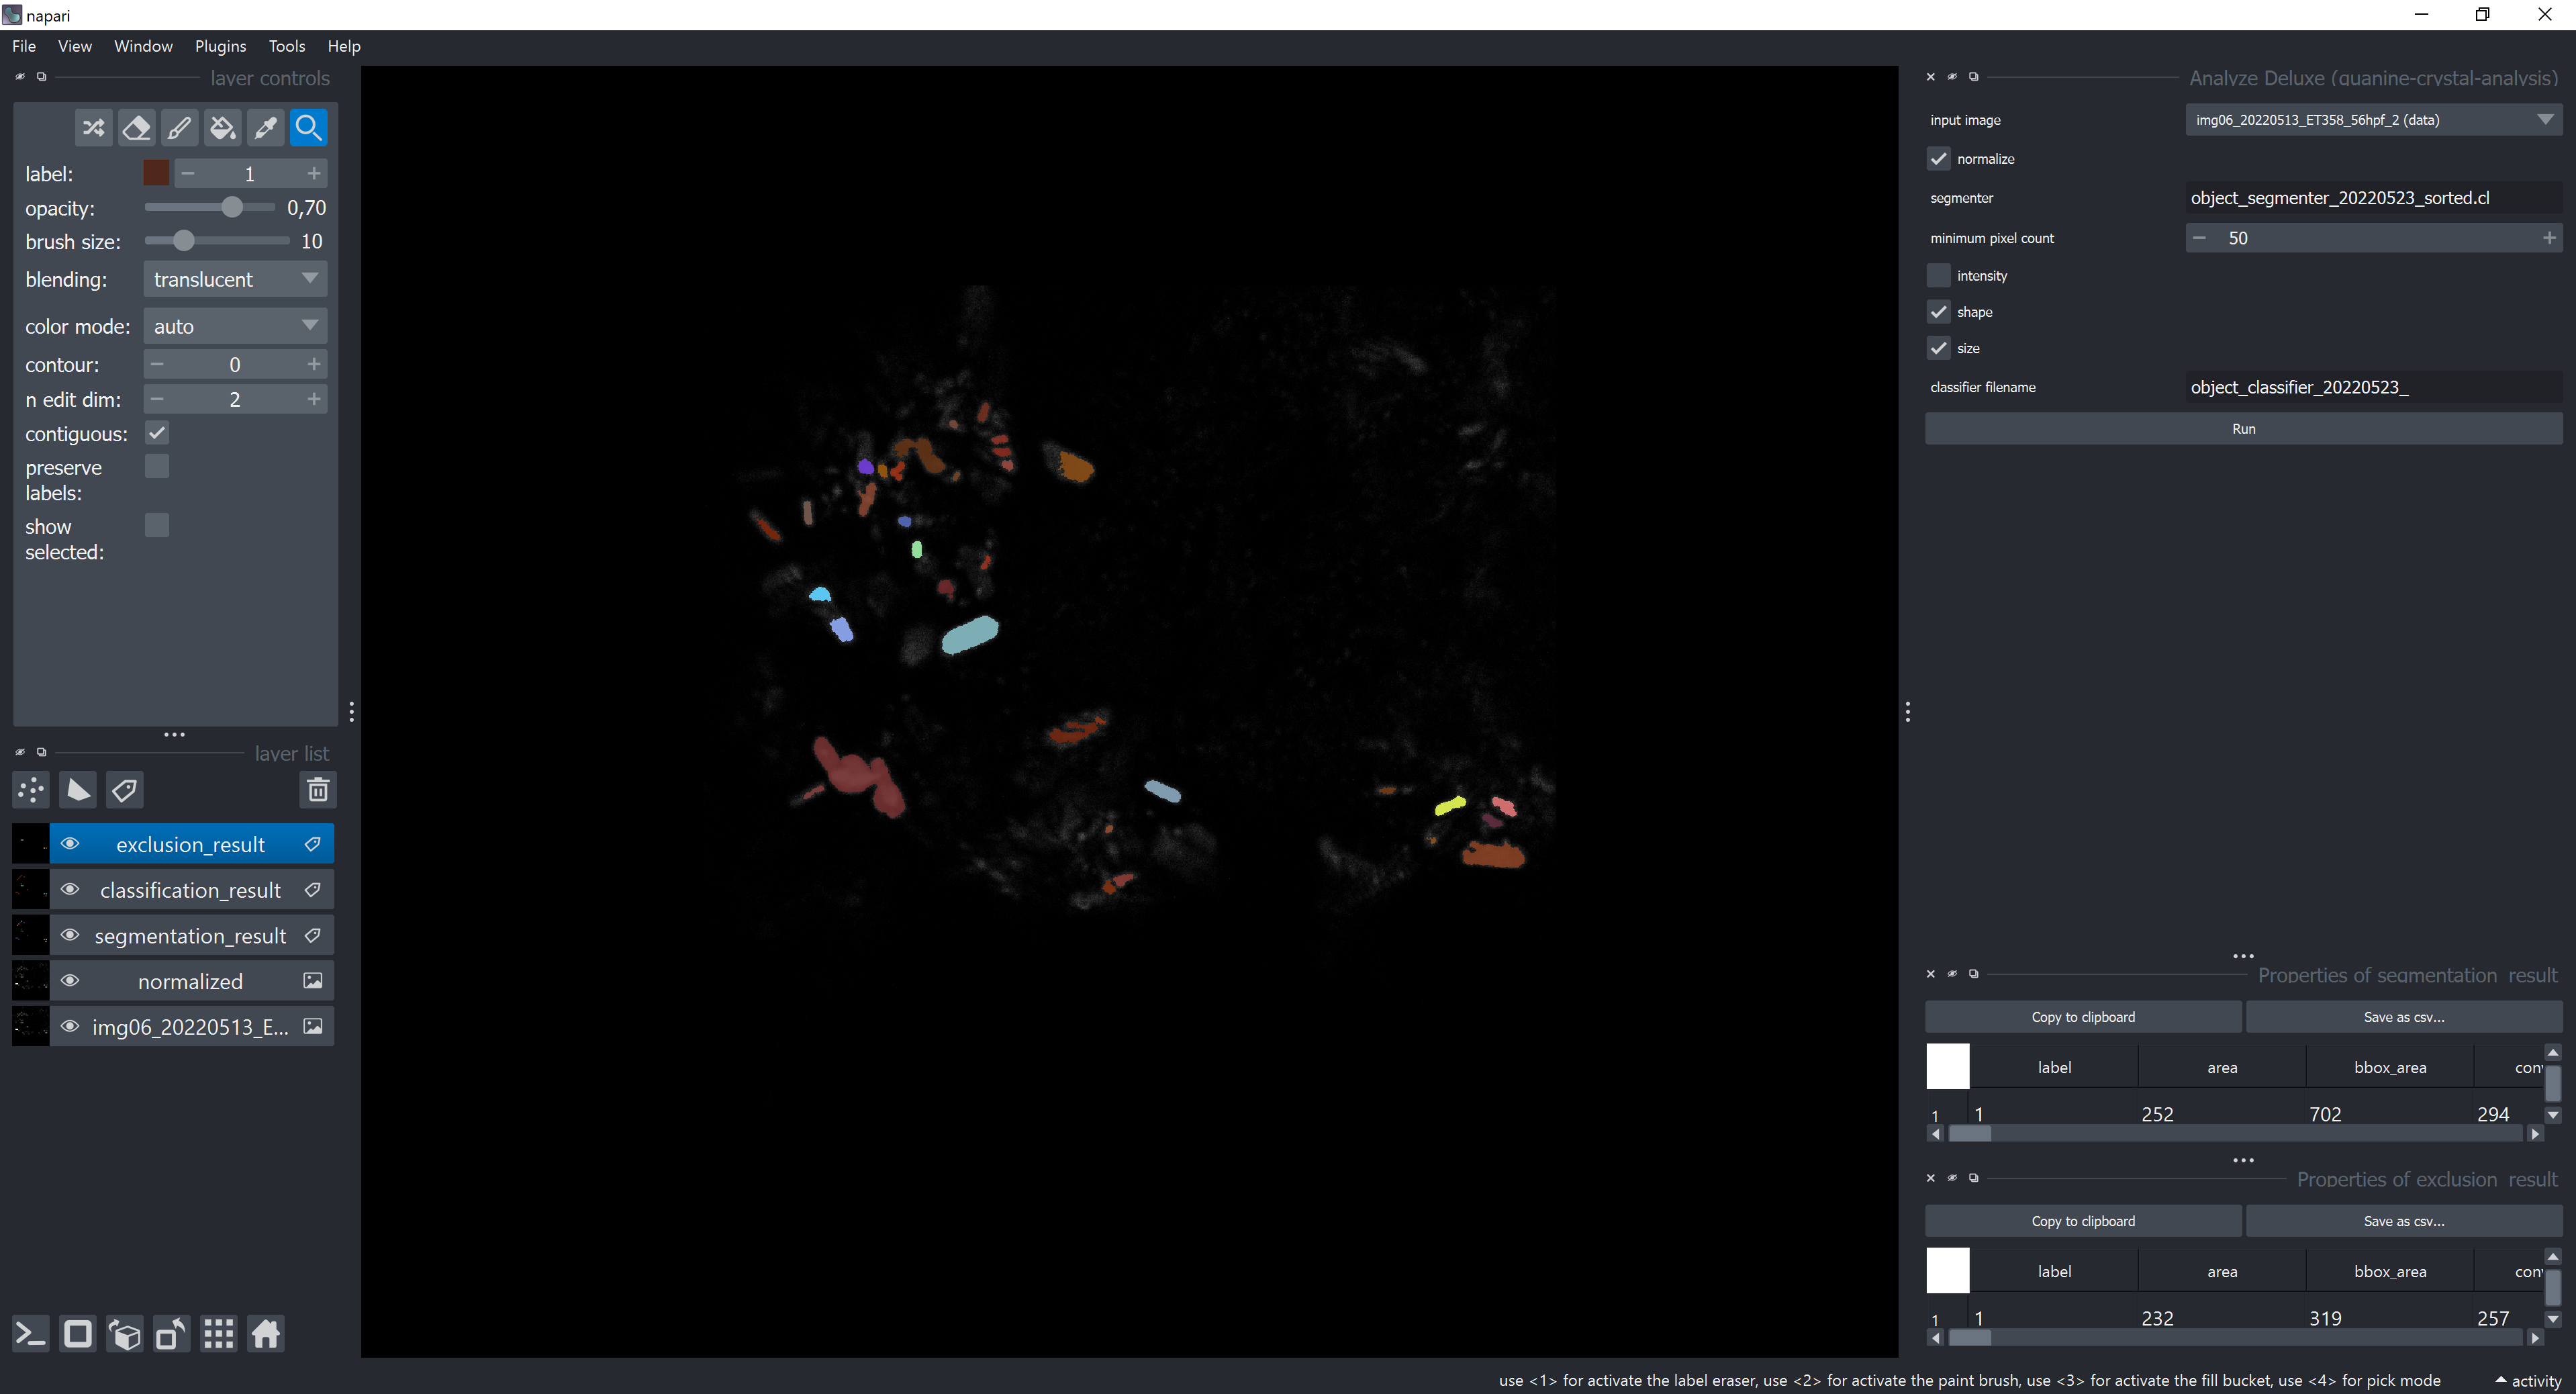 napari
File View Window Plugins Tools Help
layer controls
label: 1
opacity: 0,70
brush size: 10
blending: translucent
color mode: auto
contour: 0
n edit dim: 2
contiguous:
preserve
labels:
show
selected:
layer list
exclusion_result
classification_result
segmentation_result
normalized
img06_20220513_E...
Analyze Deluxe (guanine-crystal-analysis)
input image img06_20220513_ET358_56hpf_2 (data)
normalize
segmenter object_segmenter_20220523_sorted.cl
minimum pixel count 50
intensity
shape
size
classifier filename object_classifier_20220523_
Run
Properties of segmentation result
Copy to clipboard Save as csv...
label area bbox_area
1 1 252 702 294
Properties of exclusion result
Copy to clipboard Save as csv...
label area bbox_area
1 1 232 319 257
use <1> for activate the label eraser, use <2> for activate the paint brush, use <3> for activate the fill bucket, use <4> for pick mode activity